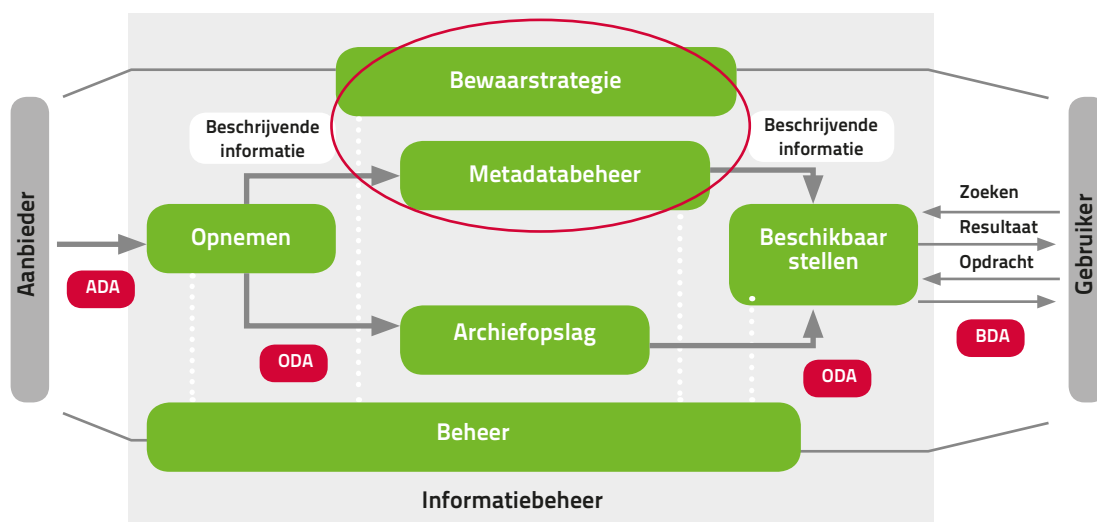 Bewaarstrategie
Beschrijvende
informatie
Beschrijvende
informatie
Metadatabeheer
Aanbieder
Opnemen
Beschikbaar
stellen
Zoeken
Resultaat
Opdracht
Gebruiker
ADA
Archiefopslag
BDA
ODA
ODA
Beheer
Informatiebeheer